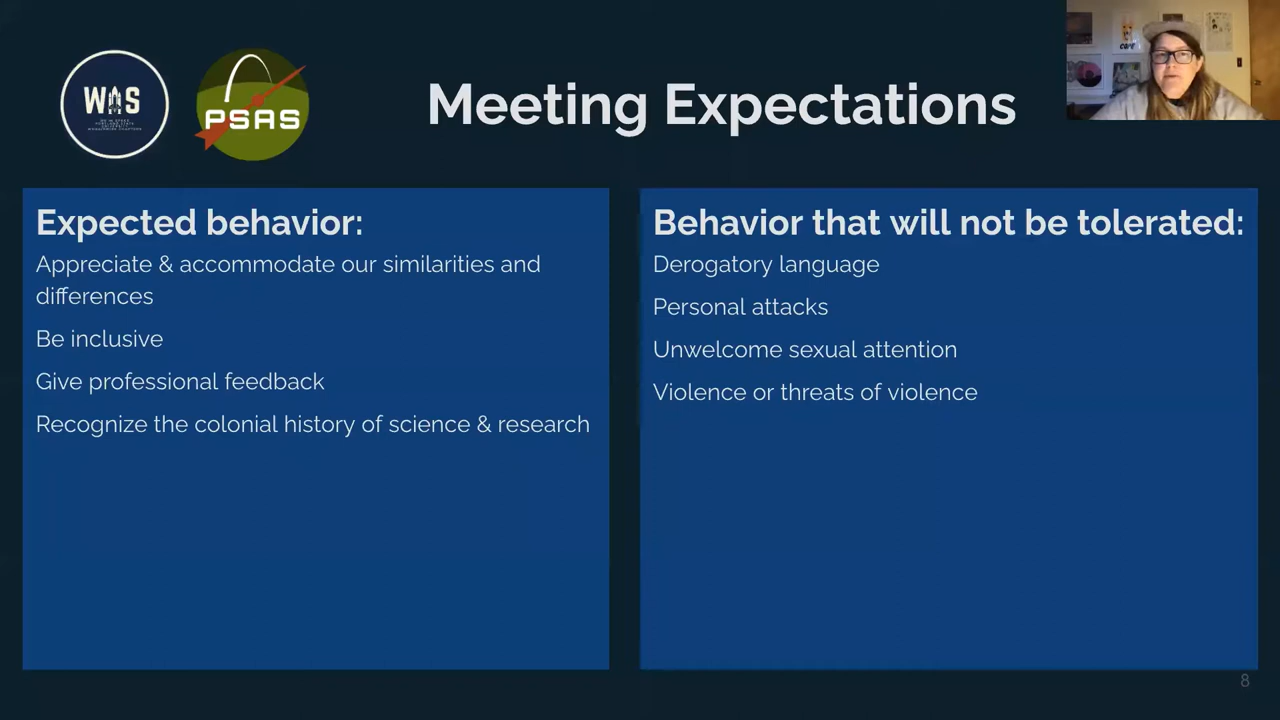 WIS
PSAS
Meeting Expectations
Expected behavior:
Appreciate & accommodate our similarities and
differences
Be inclusive
Give professional feedback
Recognize the colonial history of science & research
Behavior that will not be tolerated:
Derogatory language
Personal attacks
Unwelcome sexual attention
Violence or threats of violence
8